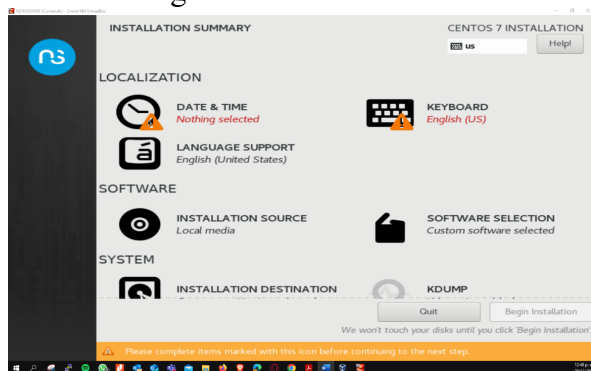 INSTALLATION SUMMARY
CENTOS 7 INSTALLATION
us
Help!
LOCALIZATION
DATE & TIME
Nothing selected
KEYBOARD
English (US)
LANGUAGE SUPPORT
English (United States)
SOFTWARE
INSTALLATION SOURCE
Local media
SOFTWARE SELECTION
Custom software selected
SYSTEM
INSTALLATION DESTINATION
KDUMP
Quit
Begin Installation
We won't touch your disks until you click 'Begin Installation'
Please complete items marked with this icon before continuing to the next step.